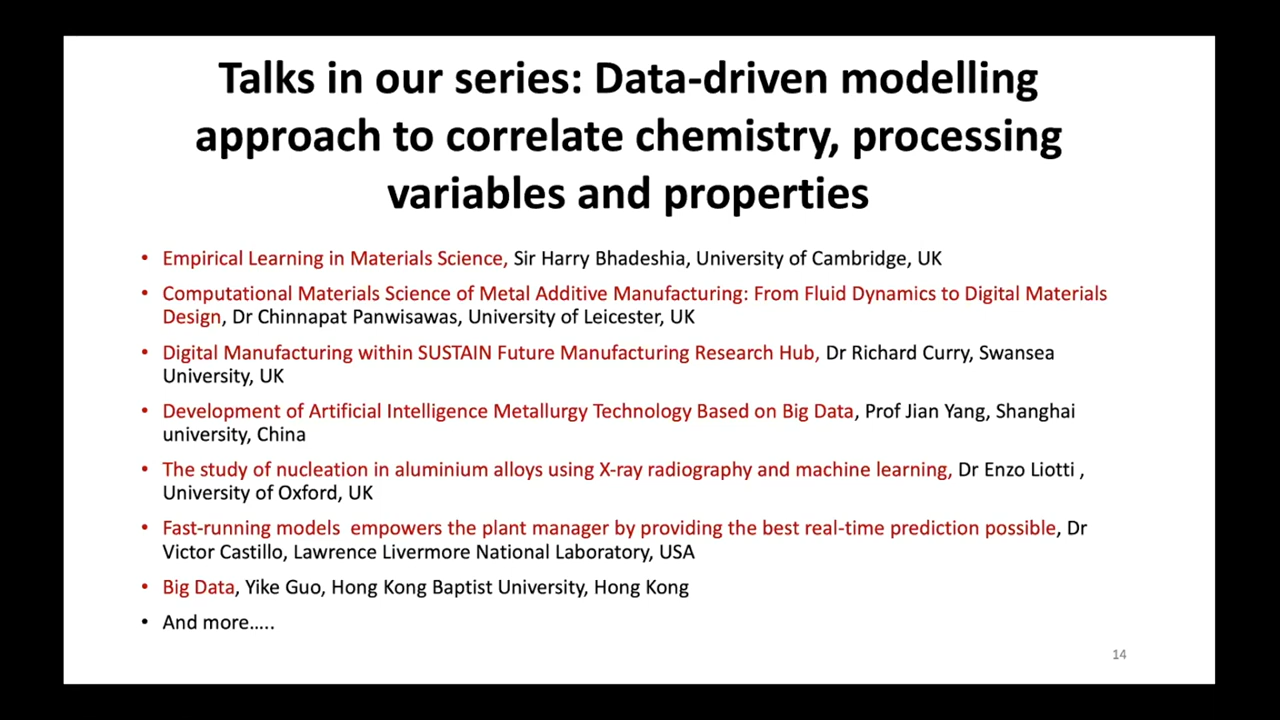 Talks in our series: Data-driven modelling
approach to correlate chemistry, processing
variables and properties
• Empirical Learning in Materials Science, Sir Harry Bhadeshia, University of Cambridge, UK
• Computational Materials Science of Metal Additive Manufacturing: From Fluid Dynamics to Digital Materials
Design, Dr Chinnapat Panwisawas, University of Leicester, UK
• Digital Manufacturing within SUSTAIN Future Manufacturing Research Hub, Dr Richard Curry, Swansea
University, UK
• Development of Artificial Intelligence Metallurgy Technology Based on Big Data, Prof Jian Yang, Shanghai
university, China
• The study of nucleation in aluminium alloys using X-ray radiography and machine learning, Dr Enzo Liotti ,
University of Oxford, UK
• Fast-running models  empowers the plant manager by providing the best real-time prediction possible, Dr
Victor Castillo, Lawrence Livermore National Laboratory, USA
• Big Data, Yike Guo, Hong Kong Baptist University, Hong Kong
• And more.....
14